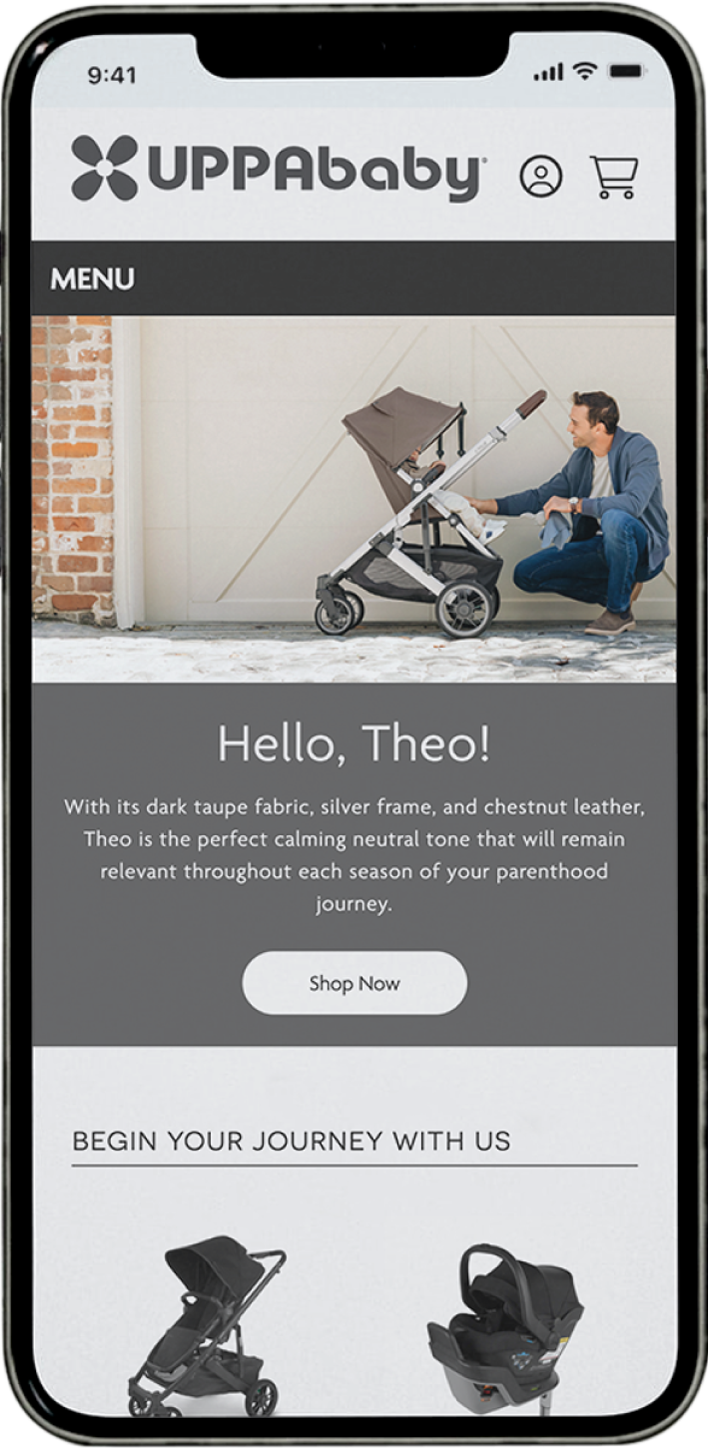 9:41
UPPAbaby
MENU
Hello, Theo!
With its dark taupe fabric, silver frame, and chestnut leather,
Theo is the perfect calming neutral tone that will remain
relevant throughout each season of your parenthood
journey.
Shop Now
BEGIN YOUR JOURNEY WITH US